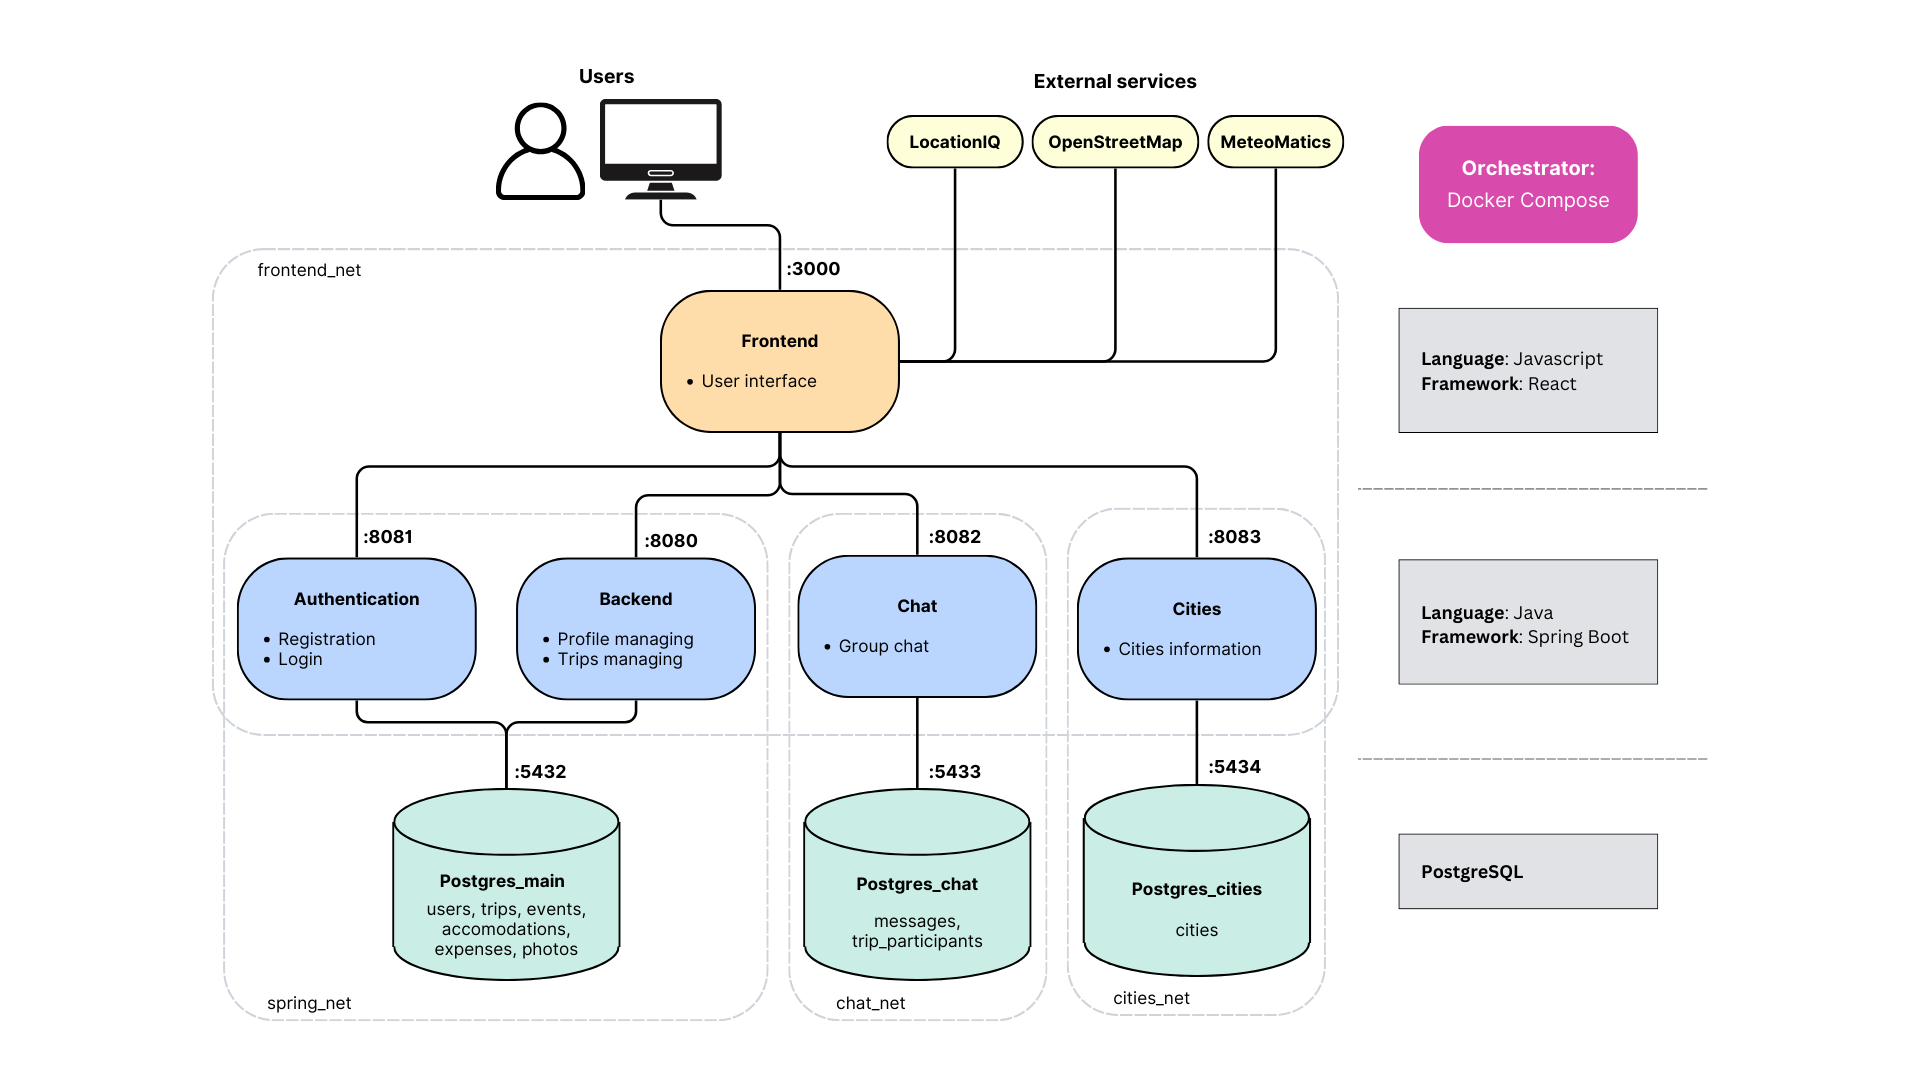 Users
External services
LocationIQ
OpenStreetMap
MeteoMatics
Orchestrator:
Docker Compose
frontend_net
:3000
Frontend
User interface
Language: Javascript
Framework: React
:8081
:8080
:8082
:8083
Authentication
Registration
Login
Backend
Profile managing
Trips managing
Chat
Group chat
Cities
Cities information
Language: Java
Framework: Spring Boot
:5432
:5433
:5434
Postgres_main
users, trips, events,
accomodations,
expenses, photos
Postgres_chat
messages,
trip_participants
Postgres_cities
cities
PostgreSQL
spring_net
chat_net
cities_net